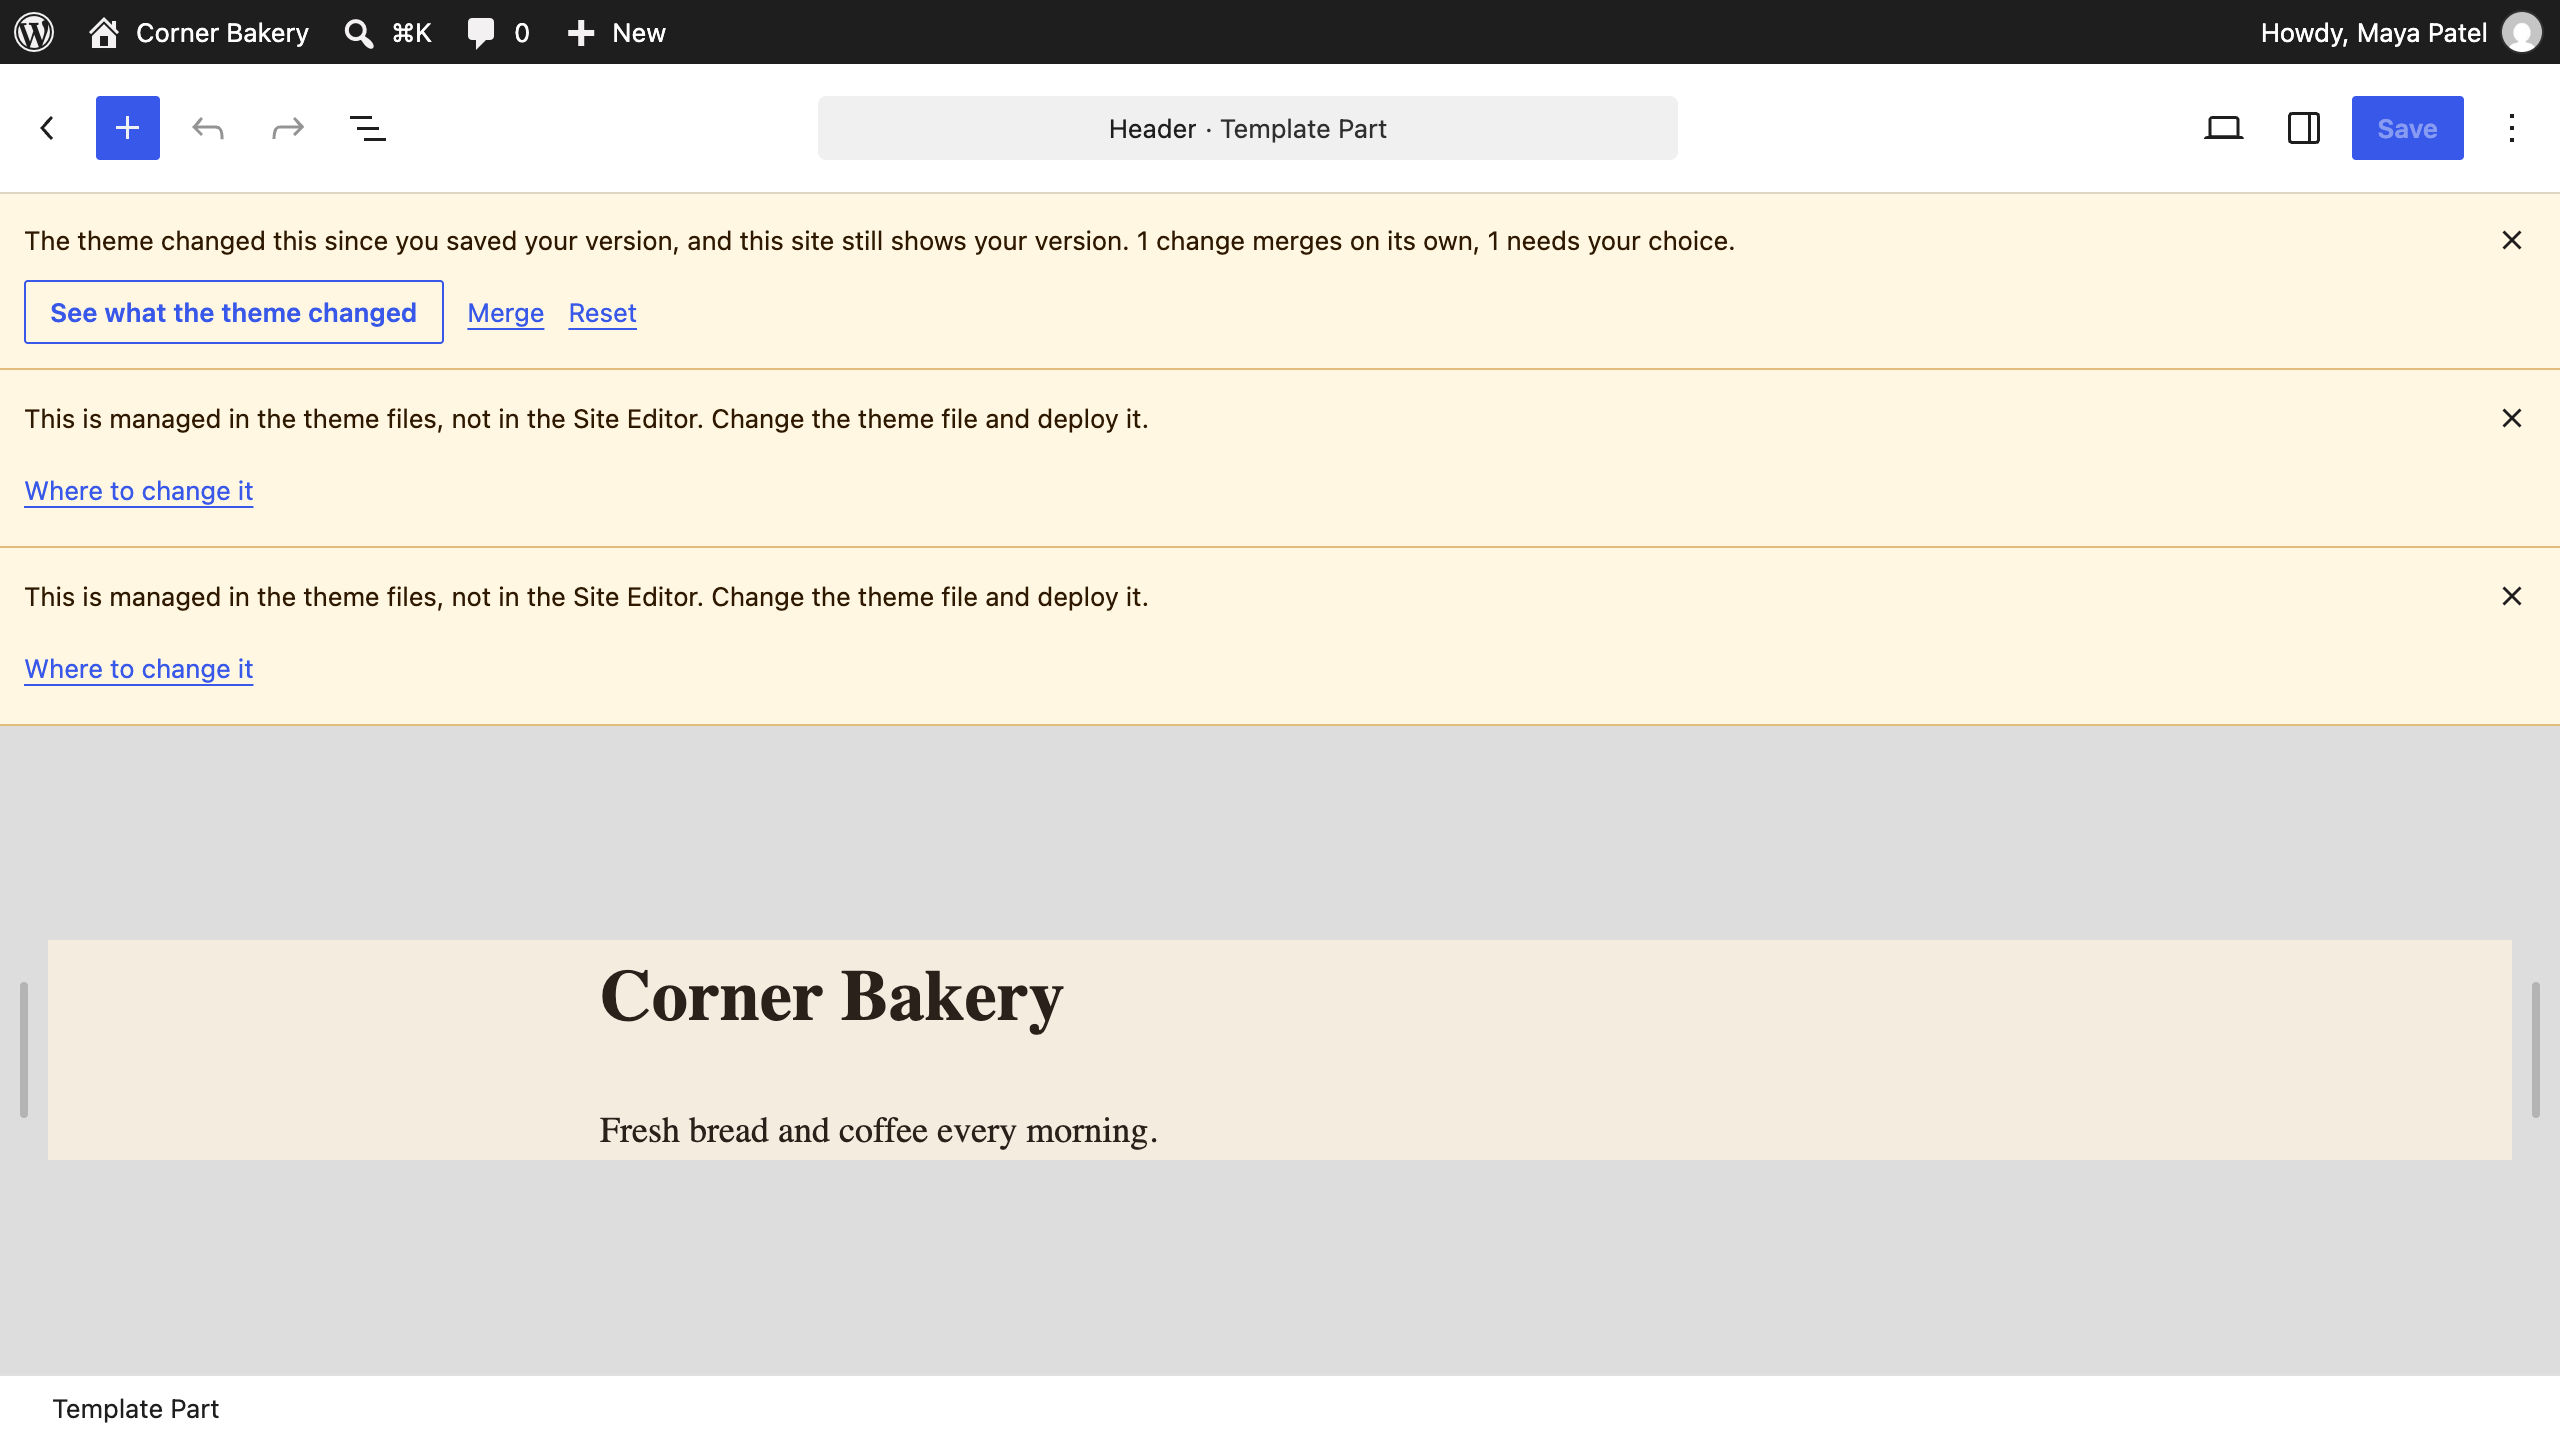 Corner Bakery ⌘K 0 New Howdy, Maya Patel
Header · Template Part Save
The theme changed this since you saved your version, and this site still shows your version. 1 change merges on its own, 1 needs your choice.
See what the theme changed Merge Reset
This is managed in the theme files, not in the Site Editor. Change the theme file and deploy it.
Where to change it
This is managed in the theme files, not in the Site Editor. Change the theme file and deploy it.
Where to change it
Corner Bakery
Fresh bread and coffee every morning.
Template Part